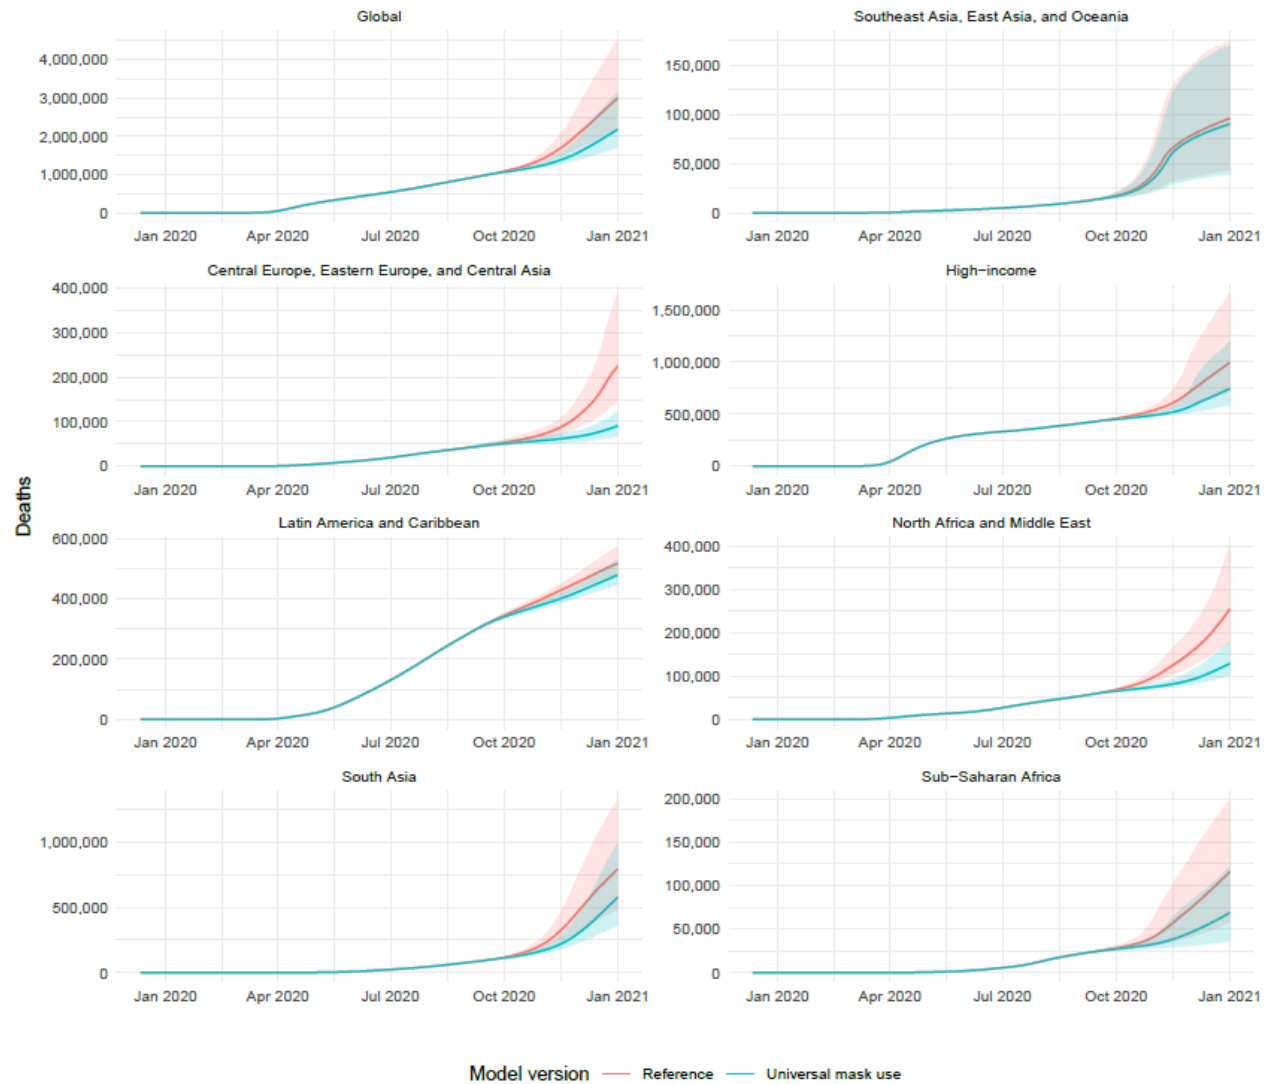 Global
4,000,000
3,000,000
2,000,000
1,000,000
0
Jan 2020 Apr 2020 Jul 2020 Oct 2020 Jan 2021
Southeast Asia, East Asia, and Oceania
150,000
100,000
50,000
0
Jan 2020 Apr 2020 Jul 2020 Oct 2020 Jan 2021
Central Europe, Eastern Europe, and Central Asia
400,000
300,000
200,000
100,000
0
Jan 2020 Apr 2020 Jul 2020 Oct 2020 Jan 2021
High−income
1,500,000
1,000,000
500,000
0
Jan 2020 Apr 2020 Jul 2020 Oct 2020 Jan 2021
Deaths
Latin America and Caribbean
600,000
400,000
200,000
0
Jan 2020 Apr 2020 Jul 2020 Oct 2020 Jan 2021
North Africa and Middle East
400,000
300,000
200,000
100,000
0
Jan 2020 Apr 2020 Jul 2020 Oct 2020 Jan 2021
South Asia
1,000,000
500,000
0
Jan 2020 Apr 2020 Jul 2020 Oct 2020 Jan 2021
Sub−Saharan Africa
200,000
150,000
100,000
50,000
0
Jan 2020 Apr 2020 Jul 2020 Oct 2020 Jan 2021
Model version Reference Universal mask use